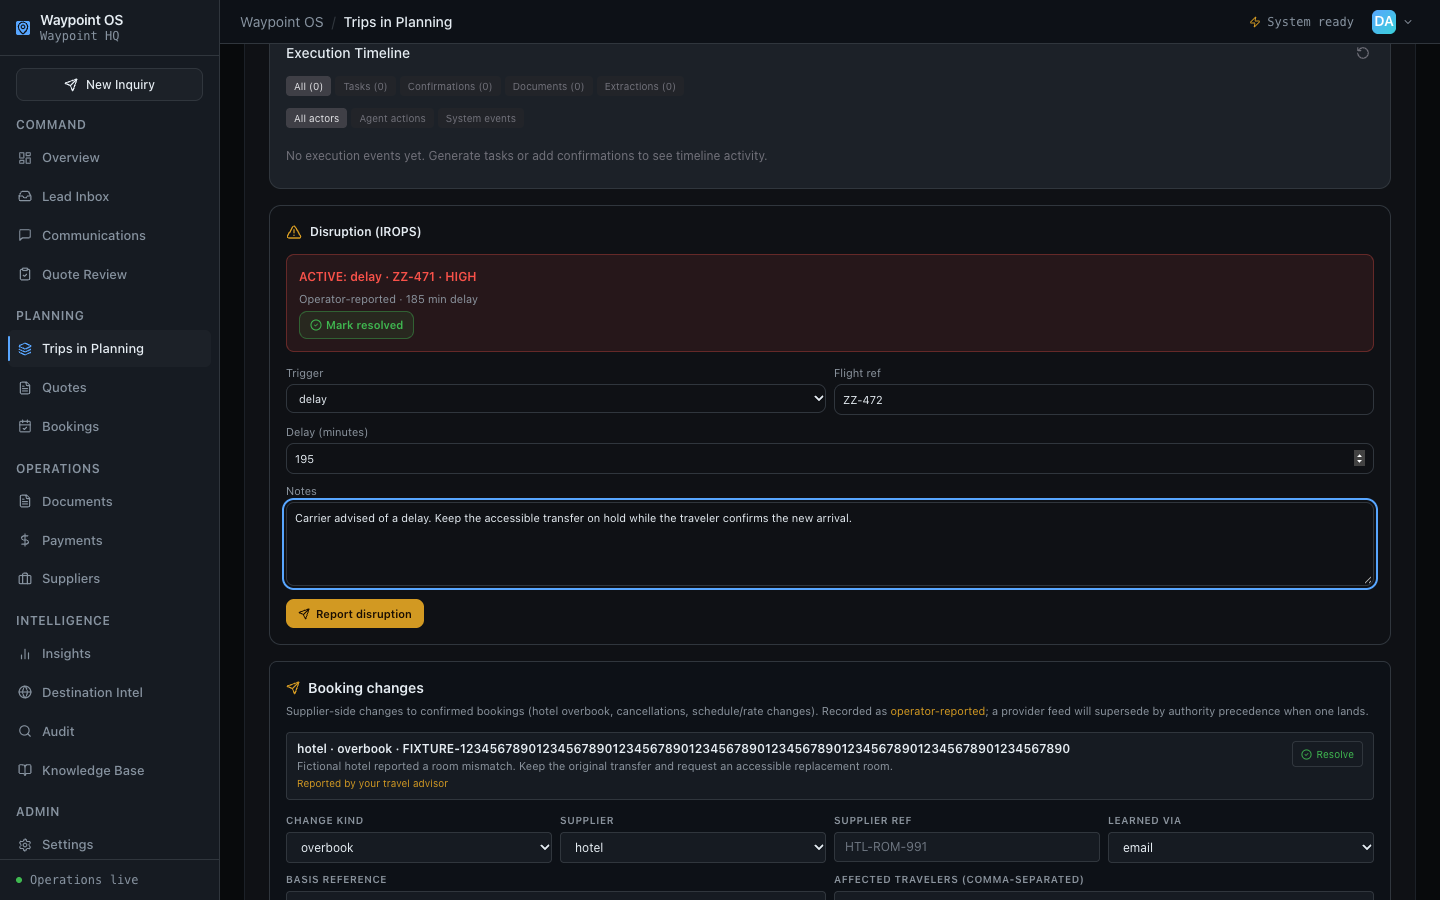 Waypoint OS
Waypoint HQ
New Inquiry
COMMAND
Overview
Lead Inbox
Communications
Quote Review
PLANNING
Trips in Planning
Quotes
Bookings
OPERATIONS
Documents
Payments
Suppliers
INTELLIGENCE
Insights
Destination Intel
Audit
Knowledge Base
ADMIN
Settings
Operations live
Waypoint OS / Trips in Planning
System ready
DA
Execution Timeline
All (0) Tasks (0) Confirmations (0) Documents (0) Extractions (0)
All actors Agent actions System events
No execution events yet. Generate tasks or add confirmations to see timeline activity.
Disruption (IROPS)
ACTIVE: delay · ZZ-471 · HIGH
Operator-reported · 185 min delay
Mark resolved
Trigger Flight ref
delay ZZ-472
Delay (minutes)
195
Notes
Carrier advised of a delay. Keep the accessible transfer on hold while the traveler confirms the new arrival.
Report disruption
Booking changes
Supplier-side changes to confirmed bookings (hotel overbook, cancellations, schedule/rate changes). Recorded as operator-reported; a provider feed will supersede by authority precedence when one lands.
hotel · overbook · FIXTURE-12345678901234567890123456789012345678901234567890123456789012345678901234567890
Resolve
Fictional hotel reported a room mismatch. Keep the original transfer and request an accessible replacement room.
Reported by your travel advisor
CHANGE KIND SUPPLIER SUPPLIER REF LEARNED VIA
overbook hotel HTL-ROM-991 email
BASIS REFERENCE AFFECTED TRAVELERS (COMMA-SEPARATED)